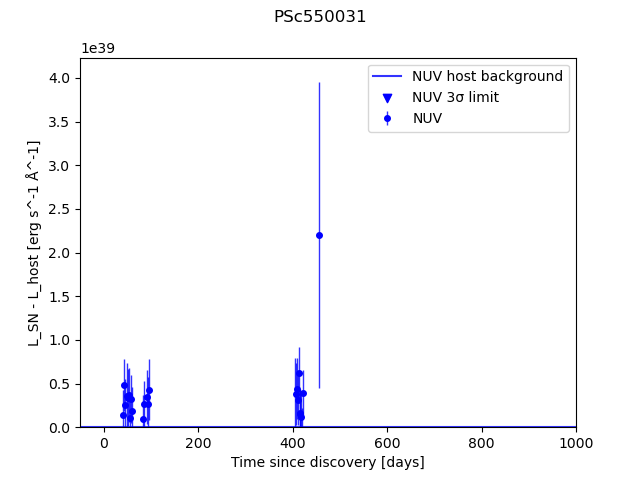 PSc550031
1e39
NUV host background
NUV 3σ limit
NUV
4.0
3.5
3.0
2.5
2.0
1.5
1.0
0.5
0.0
L_SN - L_host [erg s^-1 Å^-1]
0 200 400 600 800 1000
Time since discovery [days]